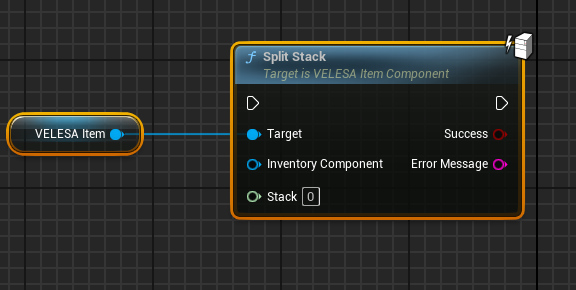 Split Stack
Target is VELESA Item Component
VELESA Item
Target
Success
Inventory Component
Error Message
Stack 0